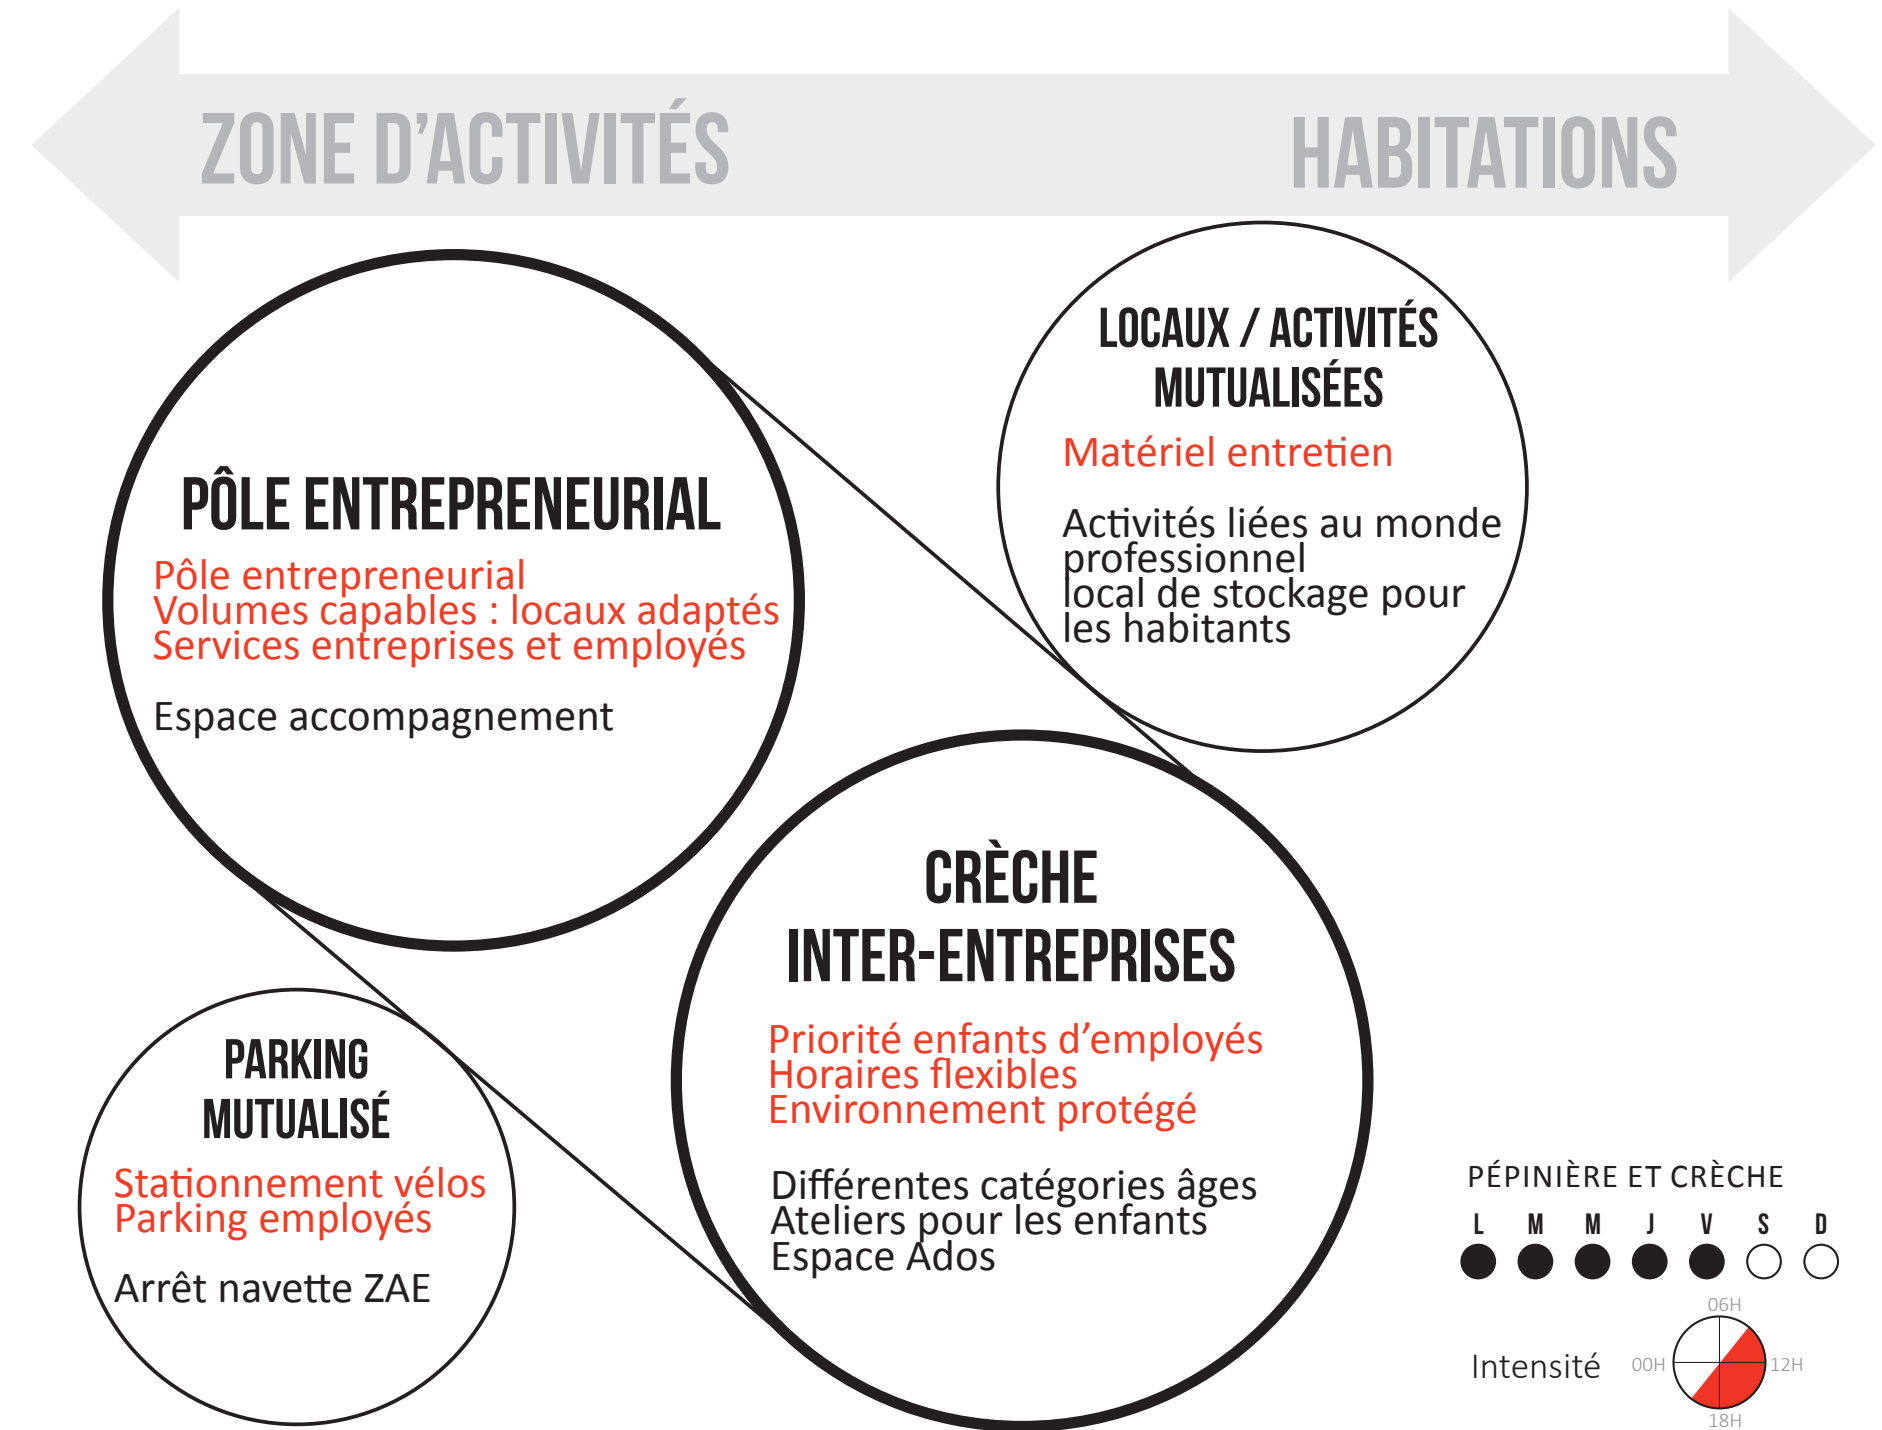 ZONE D’ACTIVITÉS
HABITATIONS
LOCAUX / ACTIVITÉS
MUTUALISÉES
Matériel entretien
Activités liées au monde
professionnel
local de stockage pour
les habitants
PÔLE ENTREPRENEURIAL
Pôle entrepreneurial
Volumes capables : locaux adaptés
Services entreprises et employés
Espace accompagnement
CRÈCHE
INTER-ENTREPRISES
Priorité enfants d’employés
Horaires flexibles
Environnement protégé
Différentes catégories âges
Ateliers pour les enfants
Espace Ados
PARKING
MUTUALISÉ
Stationnement vélos
Parking employés
Arrêt navette ZAE
PÉPINIÈRE ET CRÈCHE
L M M J V S D
06H
Intensité 00H 12H
18H